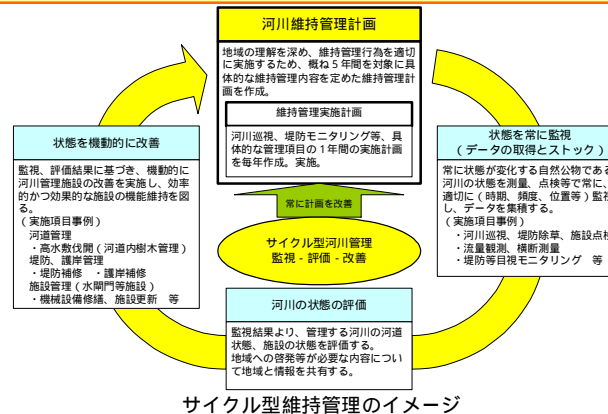 河川維持管理計画
地域の理解を深め、維持管理行為を適切
に実施するため、概ね５年間を対象に具
体的な維持管理内容を定めた維持管理計
画を作成。
維持管理実施計画
河川巡視、堤防モニタリング等、具
体的な管理項目の１年間の実施計画
を毎年作成。実施。
状態を機動的に改善
監視、評価結果に基づき、機動的に
河川管理施設の改善を実施し、効率
的かつ効果的な施設の機能維持を図
る。
（実施項目事例）
河道管理
・高水敷伐開（河道内樹木管理）
堤防、護岸管理
・堤防補修　・護岸補修
施設管理（水閘門等施設）
・機械設備修繕、施設更新　等
常に計画を改善
サイクル型河川管理
監視 - 評価 - 改善
状態を常に監視
（データの取得とストック）
常に状態が変化する自然公物である
河川の状態を測量、点検等で常に、
適切に（時期、頻度、位置等）監視
し、データを集積する。
（実施項目事例）
・河川巡視、堤防除草、施設点検
・流量観測、横断測量
・堤防等目視モニタリング　等
河川の状態の評価
監視結果より、管理する河川の河道
状態、施設の状態を評価する。
地域への啓発等が必要な内容につい
て地域と情報を共有する。
サイクル型維持管理のイメージ